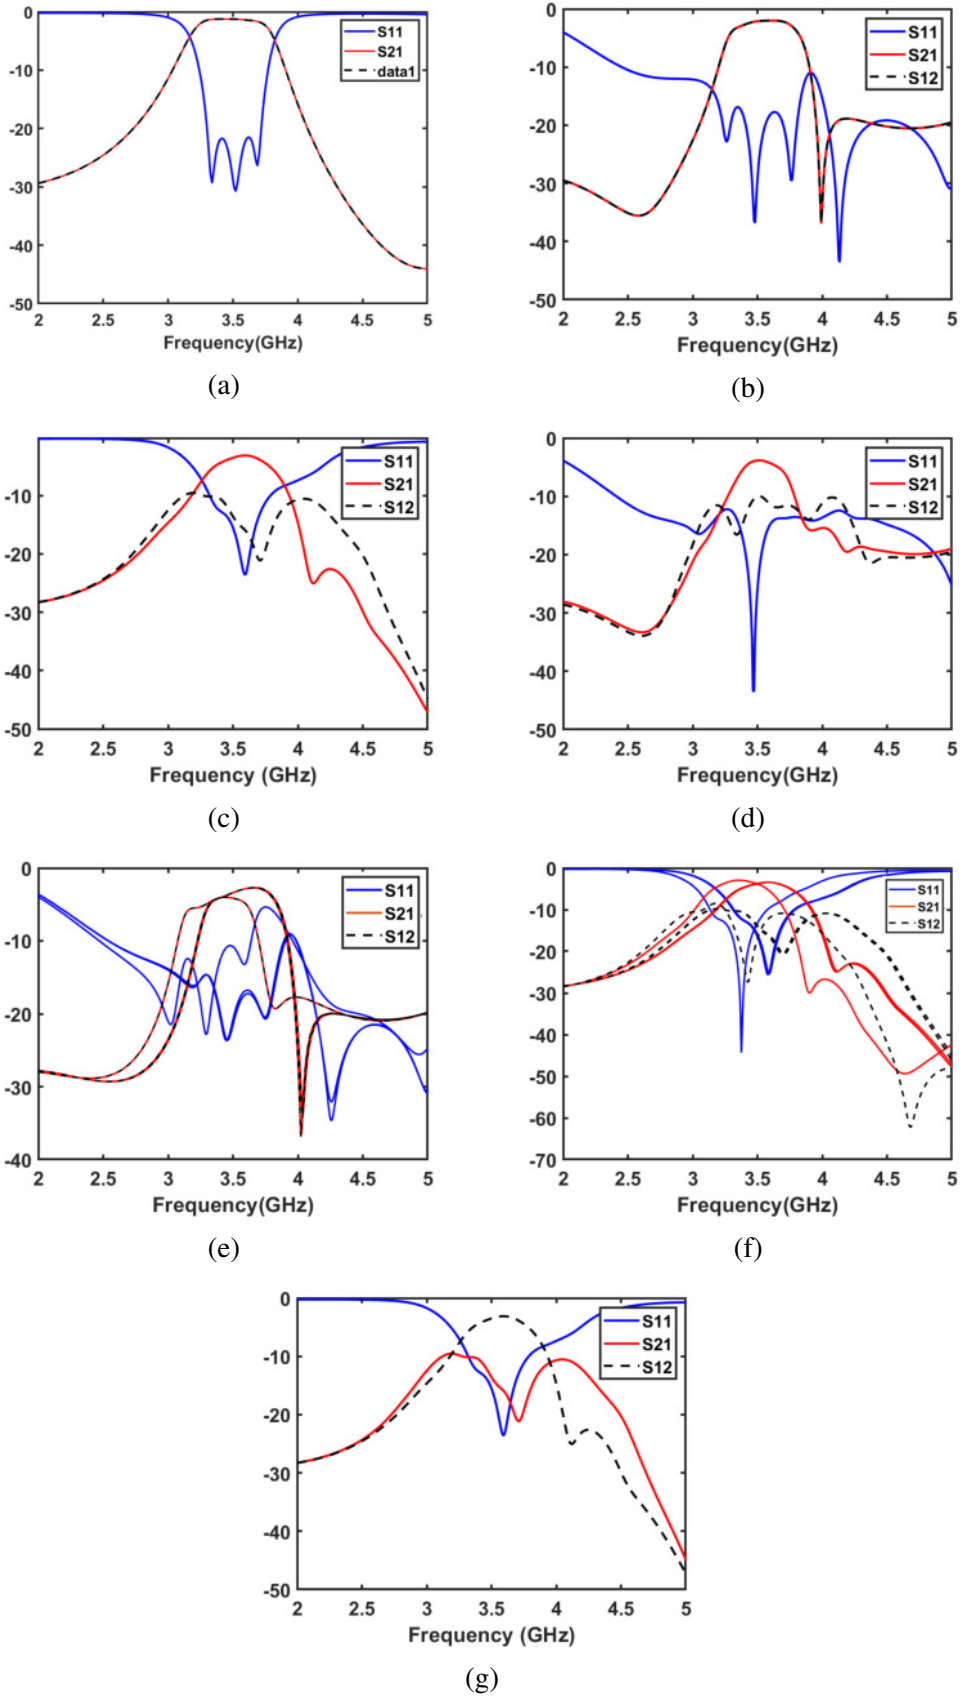 0
-10
-20
-30
-40
-50
2 2.5 3 3.5 4 4.5 5
Frequency(GHz)
S11
S21
data1
(a)
0
-10
-20
-30
-40
-50
2 2.5 3 3.5 4 4.5 5
Frequency(GHz)
S11
S21
S12
(b)
-10
-20
-30
-40
-50
2 2.5 3 3.5 4 4.5 5
Frequency (GHz)
S11
S21
S12
(c)
0
-10
-20
-30
-40
-50
2 2.5 3 3.5 4 4.5 5
Frequency(GHz)
S11
S21
S12
(d)
0
-10
-20
-30
-40
2 2.5 3 3.5 4 4.5 5
Frequency(GHz)
S11
S21
S12
(e)
0
-10
-20
-30
-40
-50
-60
-70
2 2.5 3 3.5 4 4.5 5
Frequency(GHz)
S11
S21
S12
(f)
0
-10
-20
-30
-40
-50
2 2.5 3 3.5 4 4.5 5
Frequency (GHz)
S11
S21
S12
(g)